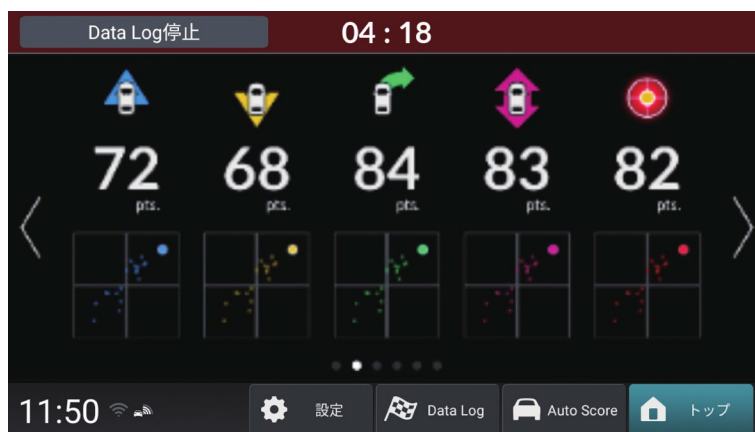 Data Log停止
04 : 18
72 68 84 83 82
pts. pts. pts. pts. pts.
11:50
設定
Data Log
Auto Score
トップ